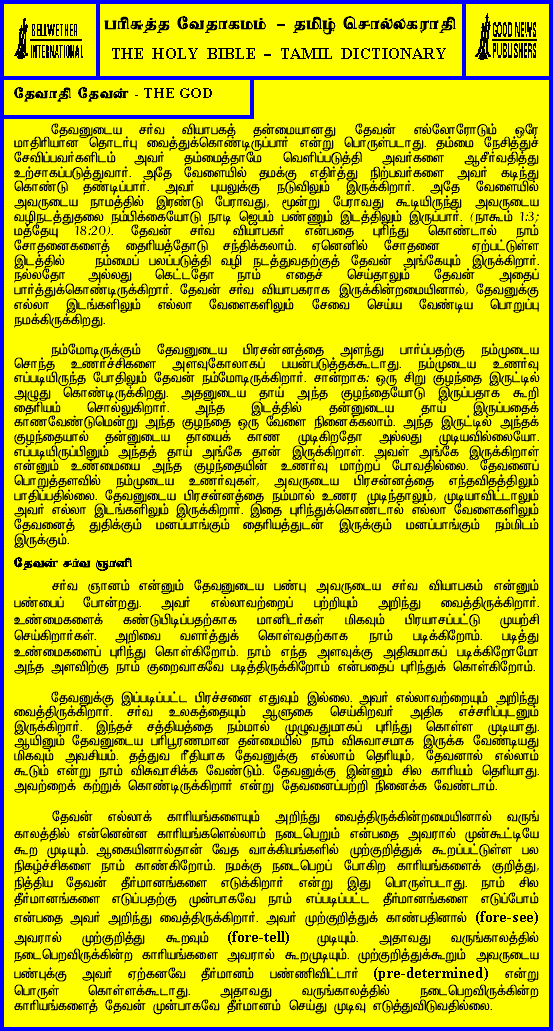 BELLWETHER
INTERNATIONAL
பரிசுத்த வேதாகமம் – தமிழ் சொல்லகராதி
THE HOLY BIBLE – TAMIL DICTIONARY
GOOD NEWS
PUBLISHERS
தேவாதி தேவன் - THE GOD
தேவனுடைய சர்வ வியாபகத் தன்மையானது தேவன் எல்லோரோடும் ஒரே
மாதிரியான தொடர்பு வைத்துக்கொண்டிருப்பார் என்று பொருள்படாது. தம்மை நேசித்துச்
சேவிப்பவர்களிடம் அவர் தம்மைத்தாமே வெளிப்படுத்தி அவர்களை ஆசீர்வதித்து
உற்சாகப்படுத்துவார். அதே வேளையில் தமக்கு எதிர்த்து நிற்பவர்களை அவர் கடிந்து
கொண்டு தண்டிப்பார். அவர் புயலுக்கு நடுவிலும் இருக்கிறார். அதே வேளையில்
அவருடைய நாமத்தில் இரண்டு பேராவது, மூன்று பேராவது கூடியிருந்து அவருடைய
வழிநடத்துதலை நம்பிக்கையோடு நாடி ஜெபம் பண்ணும் இடத்திலும் இருப்பார். (நாகூம் 1:3;
மத்தேயு 18:20). தேவன் சர்வ வியாபகர் என்பதை புரிந்து கொண்டால் நாம்
சோதனைகளைத் தைரியத்தோடு சந்திக்கலாம். ஏனெனில் சோதனை ஏற்பட்டுள்ள
இடத்தில் நம்மைப் பலப்படுத்தி வழி நடத்துவதற்குத் தேவன் அங்கேயும் இருக்கிறார்.
நல்லதோ அல்லது கெட்டதோ நாம் எதைச் செய்தாலும் தேவன் அதைப்
பார்த்துக்கொண்டிருக்கிறார். தேவன் சர்வ வியாபகராக இருக்கின்றமையினால், தேவனுக்கு
எல்லா இடங்களிலும் எல்லா வேளைகளிலும் சேவை செய்ய வேண்டிய பொறுப்பு
நமக்கிருக்கிறது.
நம்மோடிருக்கும் தேவனுடைய பிரசன்னத்தை அளந்து பார்ப்பதற்கு நம்முடைய
சொந்த உணர்ச்சிகளை அளவுகோலாகப் பயன்படுத்தக்கூடாது. நம்முடைய உணர்வு
எப்படியிருந்த போதிலும் தேவன் நம்மோடிருக்கிறார். சான்றாக: ஒரு சிறு குழந்தை இருட்டில்
அழுது கொண்டிருக்கிறது. அதனுடைய தாய் அந்த குழந்தையோடு இருப்பதாக கூறி
தைரியம் சொல்லுகிறார். அந்த இடத்தில் தன்னுடைய தாய் இருப்பதைக்
காணவேண்டுமென்று அந்த குழந்தை ஒரு வேளை நினைக்கலாம். அந்த இருட்டில் அந்தக்
குழந்தையால் தன்னுடைய தாயைக் காண முடிகிறதோ அல்லது முடியவில்லையோ.
எப்படியிருப்பினும் அந்தத் தாய் அங்கே தான் இருக்கிறாள். அவள் அங்கே இருக்கிறாள்
என்னும் உண்மையை அந்த குழந்தையின் உணர்வு மாற்றப் போவதில்லை. தேவனைப்
பொறுத்தளவில் நம்முடைய உணர்வுகள், அவருடைய பிரசன்னத்தை எந்தவிதத்திலும்
பாதிப்பதில்லை. தேவனுடைய பிரசன்னத்தை நம்மால் உணர முடிந்தாலும், முடியாவிட்டாலும்
அவர் எல்லா இடங்களிலும் இருக்கிறார். இதை புரிந்துக்கொண்டால் எல்லா வேளைகளிலும்
தேவனைத் துதிக்கும் மனப்பாங்கும் தைரியத்துடன் இருக்கும் மனப்பாங்கும் நம்மிடம்
இருக்கும்.
தேவன் சர்வ ஞானி
சர்வ ஞானம் என்னும் தேவனுடைய பண்பு அவருடைய சர்வ வியாபகம் என்னும்
பண்பைப் போன்றது. அவர் எல்லாவற்றைப் பற்றியும் அறிந்து வைத்திருக்கிறார்.
உண்மைகளைக் கண்டுபிடிப்பதற்காக மானிடர்கள் மிகவும் பிரயாசப்பட்டு முயற்சி
செய்கிறார்கள். அறிவை வளர்த்துக் கொள்வதற்காக நாம் படிக்கிறோம். படித்து
உண்மைகளைப் புரிந்து கொள்கிறோம். நாம் எந்த அளவுக்கு அதிகமாகப் படிக்கிறோமோ
அந்த அளவிற்கு நாம் குறைவாகவே படித்திருக்கிறோம் என்பதைப் புரிந்துக் கொள்கிறோம்.
தேவனுக்கு இப்படிப்பட்ட பிரச்சனை எதுவும் இல்லை. அவர் எல்லாவற்றையும் அறிந்து
வைத்திருக்கிறார். சர்வ உலகத்தையும் ஆளுகை செய்கிறவர் அதிக எச்சரிப்புடனும்
இருக்கிறார். இந்தச் சத்தியத்தை நம்மால் முழுவதுமாகப் புரிந்து கொள்ள முடியாது.
ஆயினும் தேவனுடைய பரிபூரணமான தன்மையில் நாம் விசுவாசமாக இருக்க வேண்டியது
மிகவும் அவசியம். தத்துவ ரீதியாக தேவனுக்கு எல்லாம் தெரியும், தேவனால் எல்லாம்
கூடும் என்று நாம் விசுவாசிக்க வேண்டும். தேவனுக்கு இன்னும் சில காரியம் தெரியாது.
அவற்றைக் கற்றுக் கொண்டிருக்கிறார் என்று தேவனைப்பற்றி நினைக்க வேண்டாம்.
தேவன் எல்லாக் காரியங்களையும் அறிந்து வைத்திருக்கின்றமையினால் வருங்
காலத்தில் என்னென்ன காரியங்களெல்லாம் நடைபெறும் என்பதை அவரால் முன்கூட்டியே
கூற முடியும். ஆகையினால்தான் வேத வாக்கியங்களில் முற்குறித்துக் கூறப்பட்டுள்ள பல
நிகழ்ச்சிகளை நாம் காண்கிறோம். நமக்கு நடைபெறப் போகிற காரியங்களைக் குறித்து,
நித்திய தேவன் தீர்மானங்களை எடுக்கிறார் என்று இது பொருள்படாது. நாம் சில
தீர்மானங்களை எடுப்பதற்கு முன்பாகவே நாம் எப்படிப்பட்ட தீர்மானங்களை எடுப்போம்
என்பதை அவர் அறிந்து வைத்திருக்கிறார். அவர் முற்குறித்துக் காண்பதினால் (fore-see)
அவரால் முற்குறித்து கூறவும் (fore-tell) முடியும். அதாவது வருங்காலத்தில்
நடைபெறவிருக்கின்ற காரியங்களை அவரால் கூறமுடியும். முற்குறித்துக்கூறும் அவருடைய
பண்புக்கு அவர் ஏற்கனவே தீர்மானம் பண்ணிவிட்டார் (pre-determined) என்று
பொருள் கொள்ளக்கூடாது. அதாவது வருங்காலத்தில் நடைபெறவிருக்கின்ற
காரியங்களைத் தேவன் முன்பாகவே தீர்மானம் செய்து முடிவு எடுத்துவிடுவதில்லை.